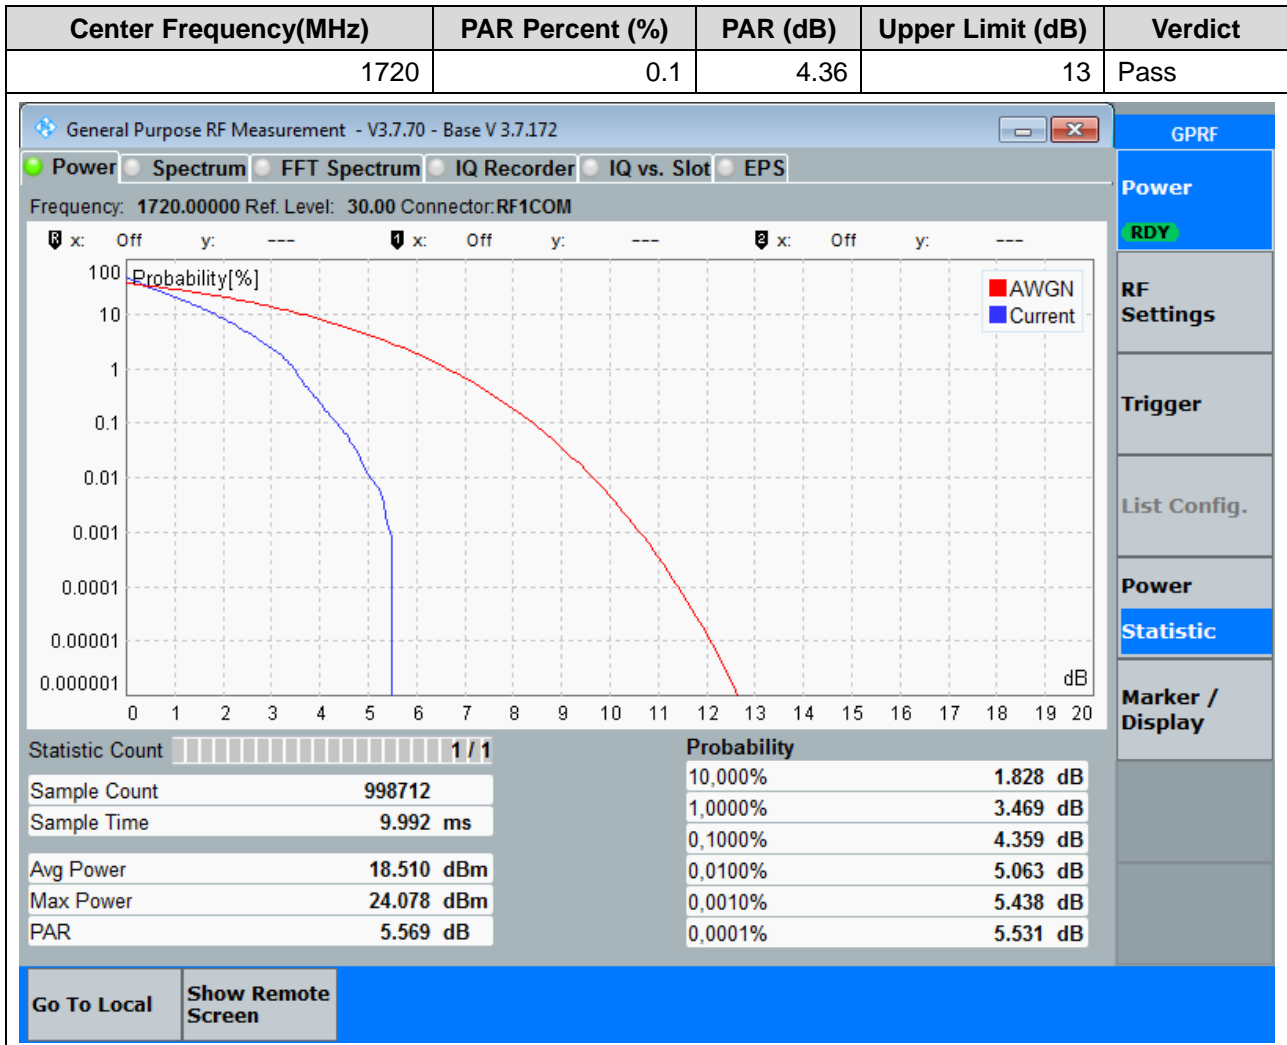 Center Frequency(MHz) PAR Percent (%) PAR (dB) Upper Limit (dB) Verdict
1720 0.1 4.36 13 Pass
General Purpose RF Measurement - V3.7.70 - Base V 3.7.172
GPRF
Power Spectrum FFT Spectrum IQ Recorder IQ vs. Slot EPS
Power
RDY
Frequency: 1720.00000 Ref. Level: 30.00 Connector: RF1COM
R x: Off y: --- 1 x: Off y: --- 2 x: Off y: ---
Probability[%]
AWGN
Current
100
10
1
0.1
0.01
0.001
0.0001
0.00001
0.000001
dB
0 1 2 3 4 5 6 7 8 9 10 11 12 13 14 15 16 17 18 19 20
RF
Settings
Trigger
List Config.
Power
Statistic
Marker /
Display
Statistic Count 1 / 1
Sample Count 998712
Sample Time 9.992 ms
Avg Power 18.510 dBm
Max Power 24.078 dBm
PAR 5.569 dB
Probability
10,000% 1.828 dB
1,0000% 3.469 dB
0,1000% 4.359 dB
0,0100% 5.063 dB
0,0010% 5.438 dB
0,0001% 5.531 dB
Go To Local
Show Remote
Screen